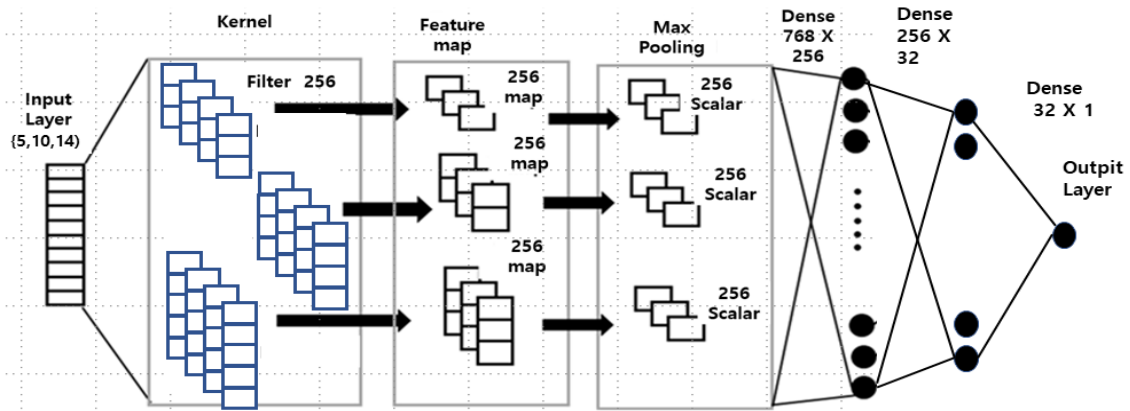 Kernel
Feature
map
Max
Pooling
Dense
768 X
256
Dense
256 X
32
Dense
32 X 1
Input
Layer
{5,10,14)
Filter 256
256
map
256
map
256
map
256
Scalar
256
Scalar
256
Scalar
Outpit
Layer